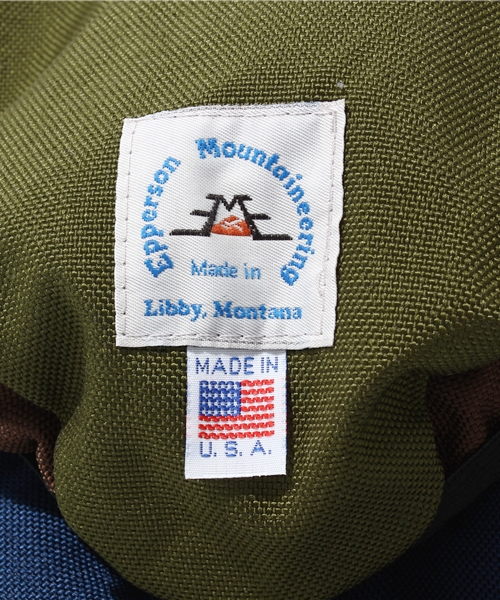 Epperson Mountaineering
Made in
Libby, Montana
MADE IN
U. S. A.